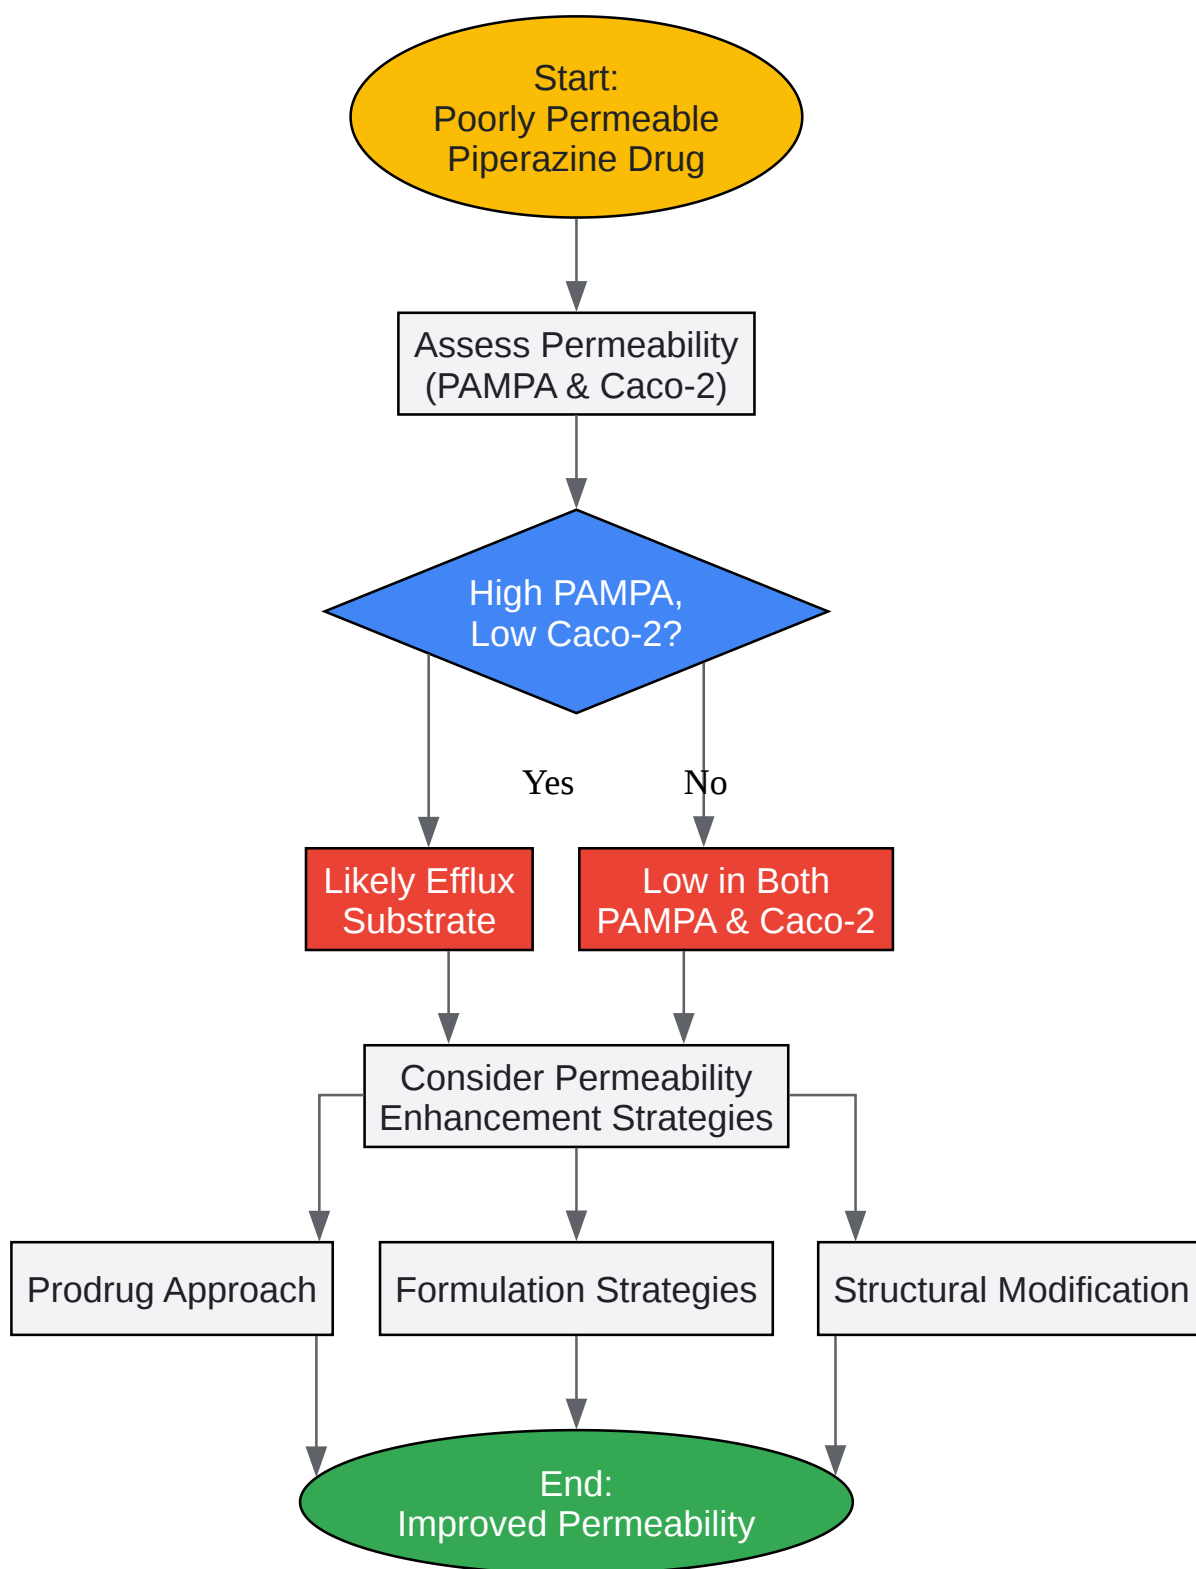 Start:
Poorly Permeable
Piperazine Drug
Assess Permeability
(PAMPA & Caco-2)
High PAMPA,
Low Caco-2?
Yes
No
Likely Efflux
Substrate
Low in Both
PAMPA & Caco-2
Consider Permeability
Enhancement Strategies
Prodrug Approach
Formulation Strategies
Structural Modification
End:
Improved Permeability